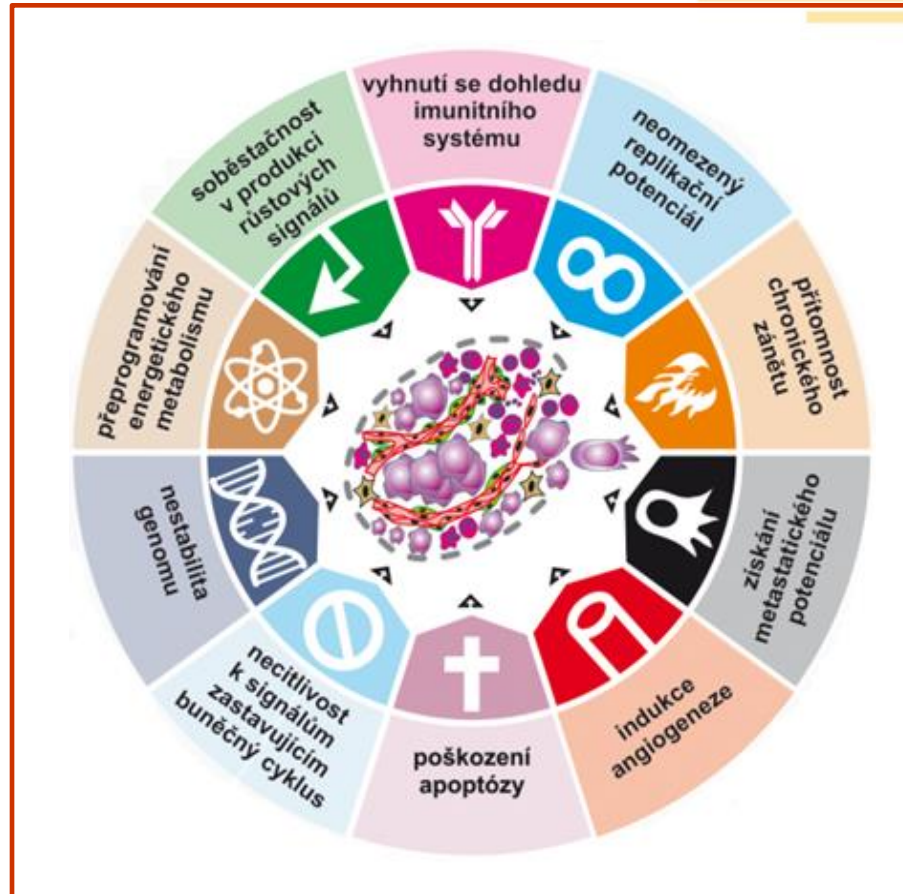 vyhnutí se dohledu
imunitního
systému
neomezený
replikační
potenciál
přítomnost
chronického
zánětu
získání
metastatického
potenciálu
indukce
angiogeneze
poškození
apoptózy
necitlivost
k signálům
zastavujícím
buněčný cyklus
nestabilita
genomu
přeprogramování
energetického
metabolismu
soběstačnost
v produkci
růstových
signálů